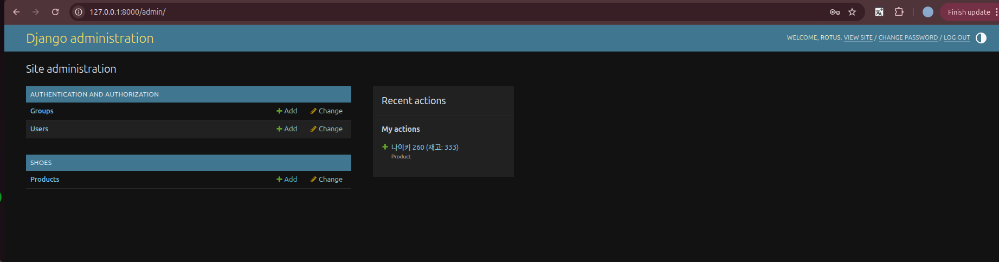 127.0.0.1:8000/admin/
Finish update
Django administration
WELCOME, ROTUS. VIEW SITE / CHANGE PASSWORD / LOG OUT
Site administration
AUTHENTICATION AND AUTHORIZATION
Groups Add Change
Users Add Change
SHOES
Products Add Change
Recent actions
My actions
나이키 260 (재고: 333)
Product